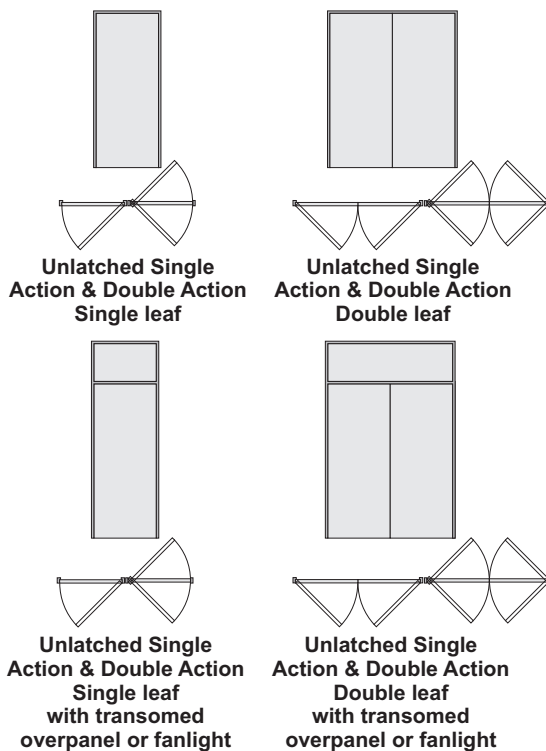 Unlatched Single
Action & Double Action
Single leaf
Unlatched Single
Action & Double Action
Double leaf
Unlatched Single
Action & Double Action
Single leaf
with transomed
overpanel or fanlight
Unlatched Single
Action & Double Action
Double leaf
with transomed
overpanel or fanlight